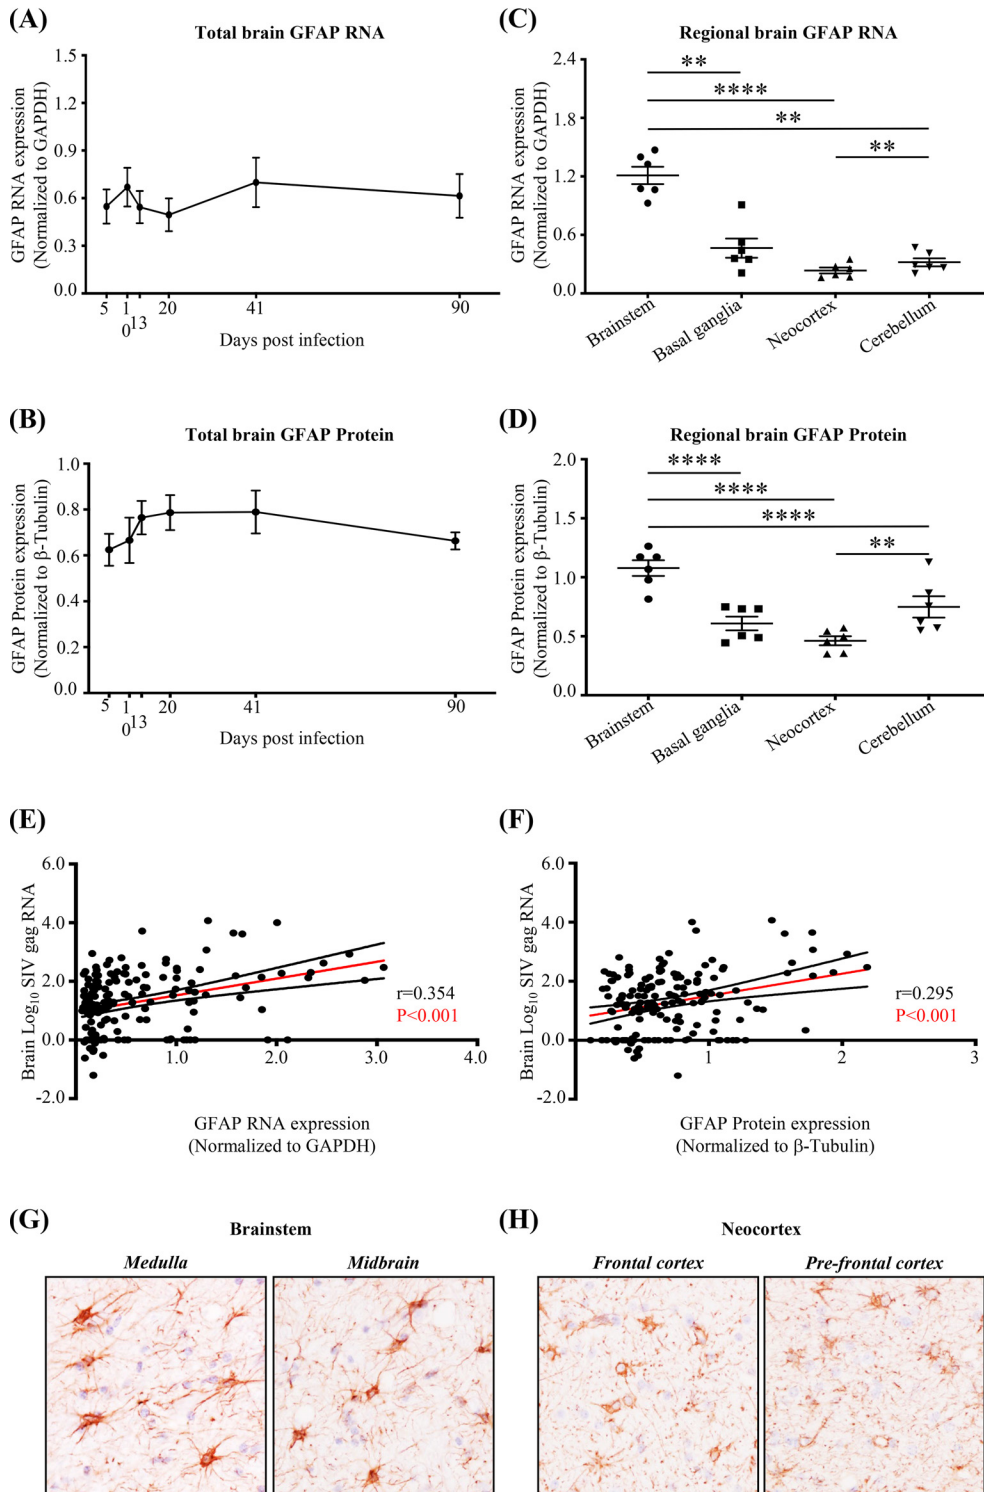 (A)
Total brain GFAP RNA
GFAP RNA expression
(Normalized to GAPDH)
1.5
1.2
0.9
0.6
0.3
0.0
5 1 13 20 41 90
0
Days post infection
(C)
Regional brain GFAP RNA
GFAP RNA expression
(Normalized to GAPDH)
2.4
1.8
1.2
0.6
0.0
**
****
**
**
Brainstem
Basal ganglia
Neocortex
Cerebellum
(B)
Total brain GFAP Protein
GFAP Protein expression
(Normalized to β-Tubulin)
1.0
0.8
0.6
0.4
0.2
0.0
5 1 13 20 41 90
0
Days post infection
(D)
Regional brain GFAP Protein
GFAP Protein expression
(Normalized to β-Tubulin)
2.0
1.5
1.0
0.5
0.0
****
****
****
**
Brainstem
Basal ganglia
Neocortex
Cerebellum
(E)
Brain Log10 SIV gag RNA
6.0
4.0
2.0
0.0
-2.0
r=0.354
P<0.001
1.0 2.0 3.0 4.0
GFAP RNA expression
(Normalized to GAPDH)
(F)
Brain Log10 SIV gag RNA
6.0
4.0
2.0
0.0
-2.0
r=0.295
P<0.001
1 2 3
GFAP Protein expression
(Normalized to β-Tubulin)
(G)
Brainstem
Medulla Midbrain
(H)
Neocortex
Frontal cortex Pre-frontal cortex